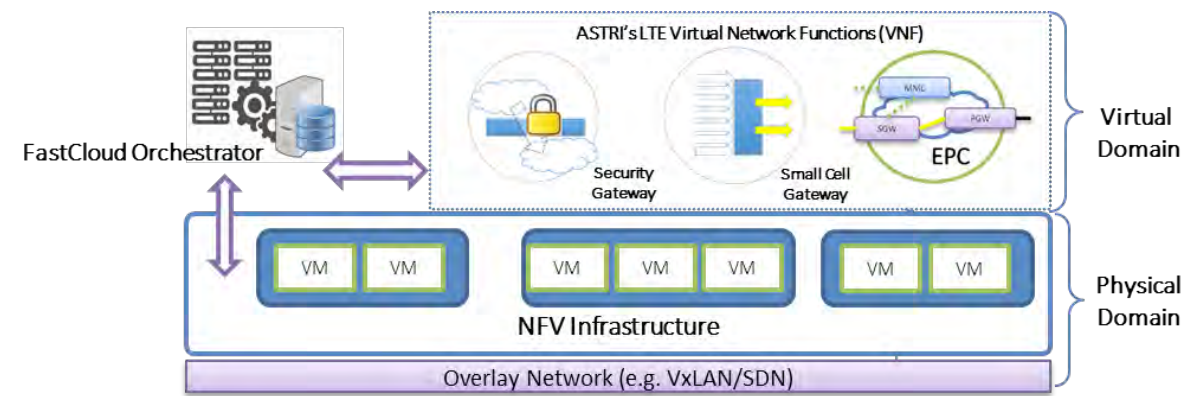 ASTRI's LTE Virtual Network Functions (VNF)
FastCloud Orchestrator
Security
Gateway
Small Cell
Gateway
MME
SGW
PGW
EPC
Virtual
Domain
VM
VM
VM
VM
VM
VM
VM
NFV Infrastructure
Physical
Domain
Overlay Network (e.g. VxLAN/SDN)